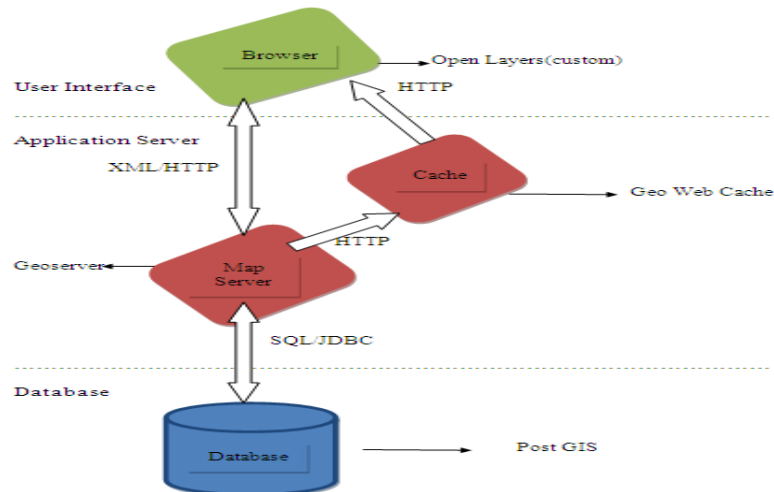 Browser
Open Layers(custom)
User Interface
HTTP
Application Server
XML/HTTP
Cache
Geo Web Cache
HTTP
Geoserver
Map
Server
SQL/JDBC
Database
Database
Post GIS